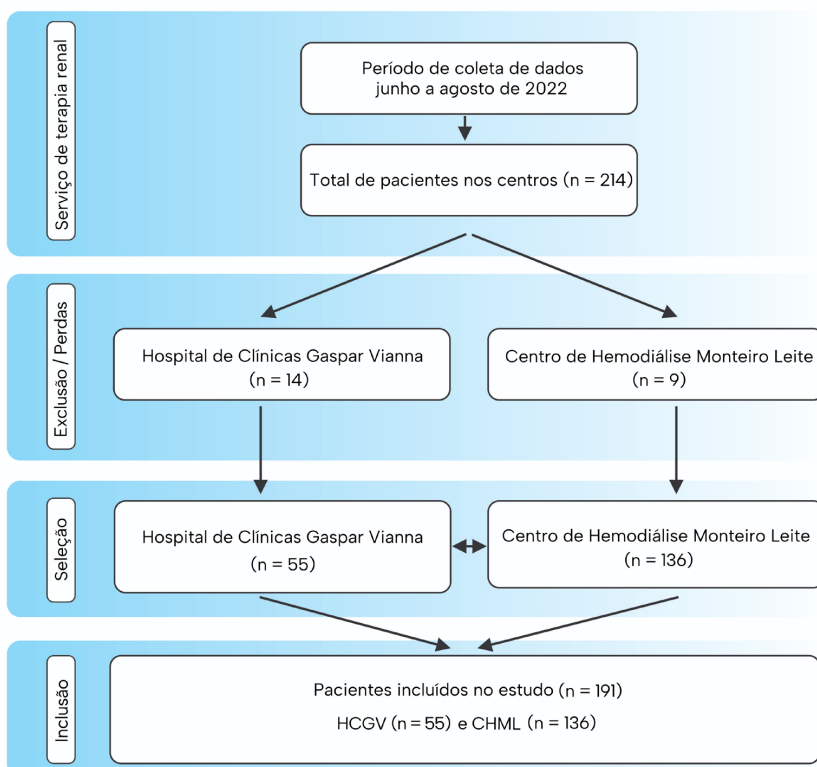 Serviço de terapia renal
Período de coleta de dados
junho a agosto de 2022
Total de pacientes nos centros (n = 214)
Exclusão / Perdas
Hospital de Clínicas Gaspar Vianna
(n = 14)
Centro de Hemodiálise Monteiro Leite
(n = 9)
Seleção
Hospital de Clínicas Gaspar Vianna
(n = 55)
Centro de Hemodiálise Monteiro Leite
(n = 136)
Inclusão
Pacientes incluídos no estudo (n = 191)
HCGV (n = 55) e CHML (n = 136)